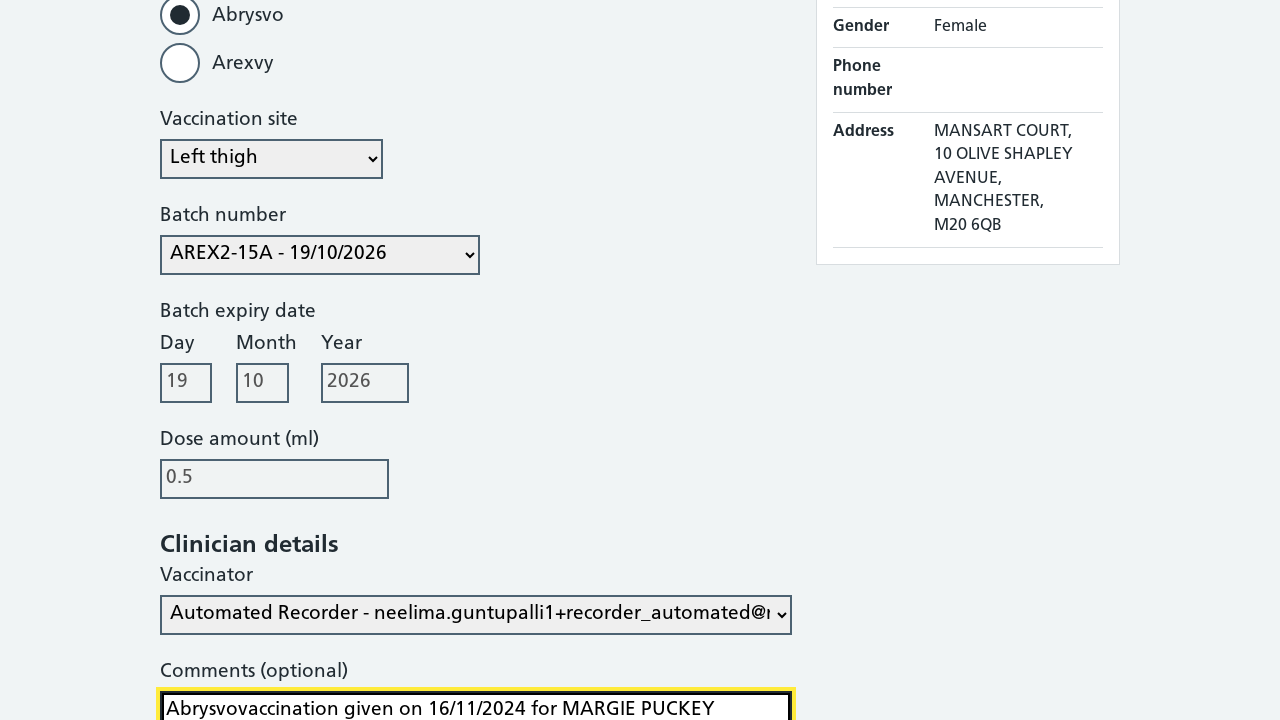 Abrysvo
Arexvy
Vaccination site
Left thigh
Batch number
AREX2-15A - 19/10/2026
Batch expiry date
Day Month Year
19 10 2026
Dose amount (ml)
0.5
Clinician details
Vaccinator
Automated Recorder - neelima.guntupalli1+recorder_automated@
Comments (optional)
Abrysvovaccination given on 16/11/2024 for MARGIE PUCKEY
Gender Female
Phone
number
Address MANSART COURT,
10 OLIVE SHAPLEY
AVENUE,
MANCHESTER,
M20 6QB